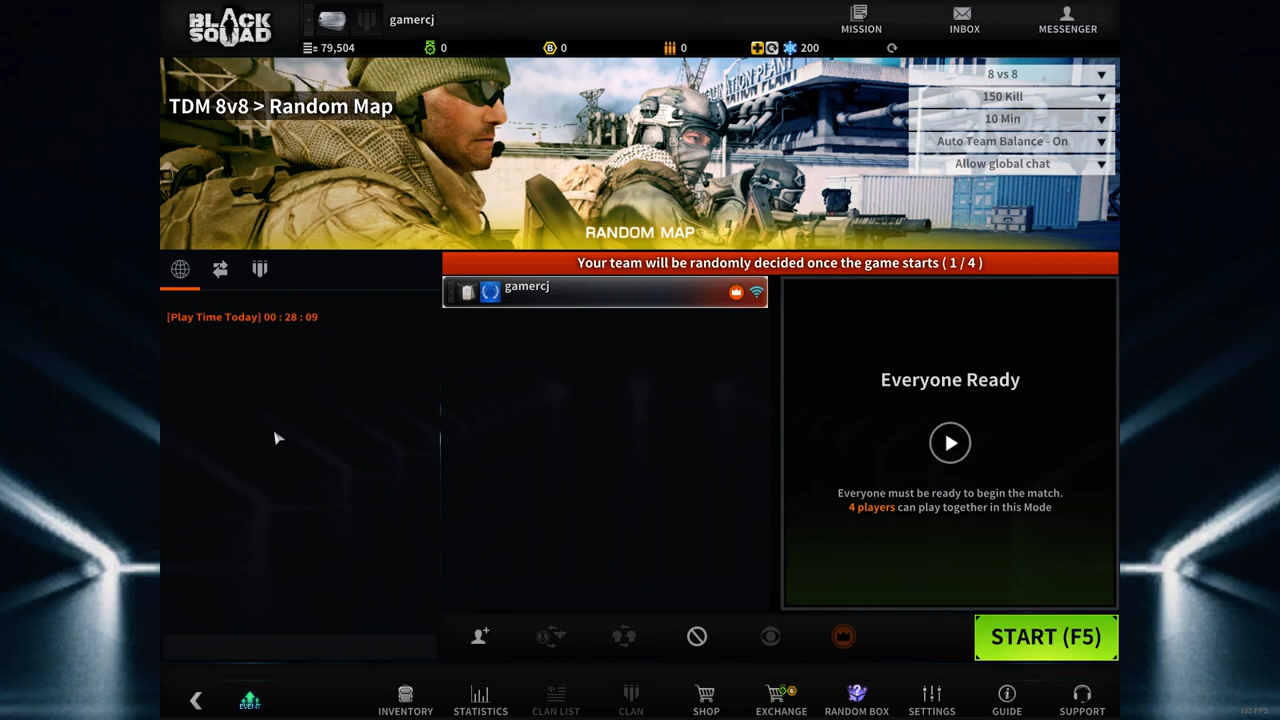 BLACK SQUAD
gamercj
MISSION
INBOX
MESSENGER
79,504
0
0
0
200
TDM 8v8 > Random Map
8 vs 8
150 Kill
10 Min
Auto Team Balance - On
Allow global chat
RANDOM MAP
Your team will be randomly decided once the game starts ( 1 / 4 )
gamercj
[Play Time Today] 00 : 28 : 09
Everyone Ready
Everyone must be ready to begin the match.
4 players can play together in this Mode
START (F5)
EVENT
INVENTORY
STATISTICS
CLAN LIST
CLAN
SHOP
EXCHANGE
RANDOM BOX
SETTINGS
GUIDE
SUPPORT